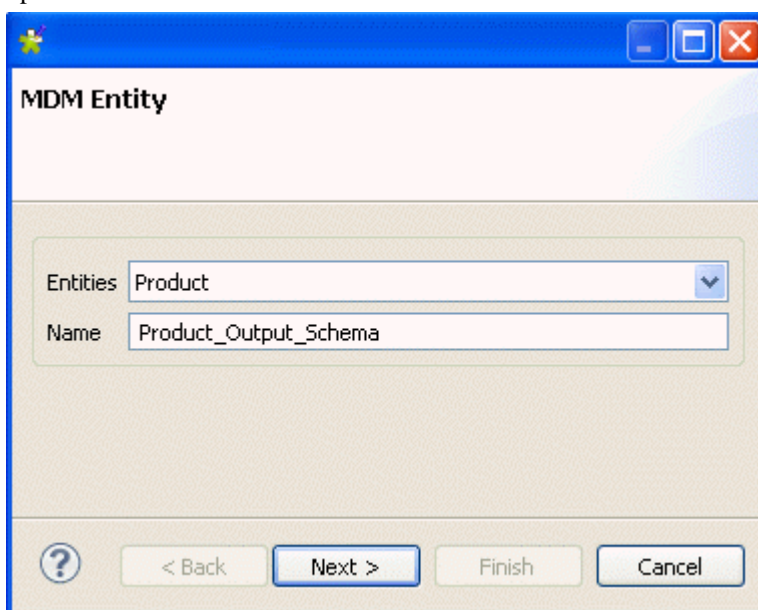 MDM Entity
Entities Product
Name Product_Output_Schema
? < Back Next > Finish Cancel